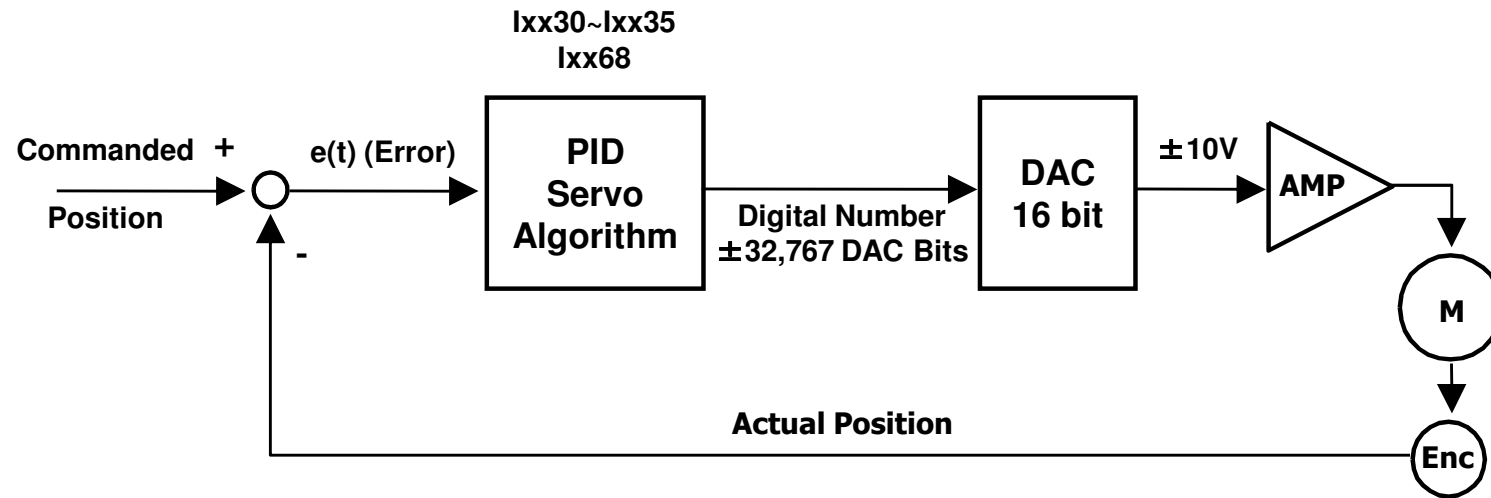 Ixx30~Ixx35
Ixx68
Commanded +
Position
-
e(t) (Error)
PID
Servo
Algorithm
Digital Number
±32,767 DAC Bits
DAC
16 bit
±10V
AMP
M
Enc
Actual Position